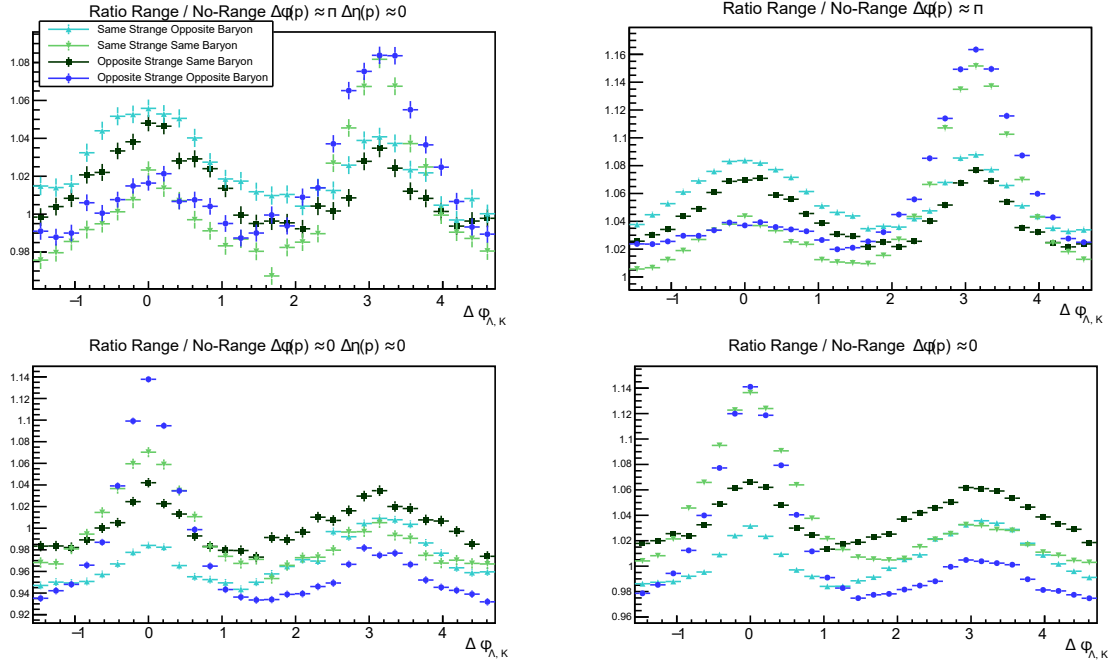 Ratio Range / No-Range Δφ(p) ≈ π Δη(p) ≈ 0
Same Strange Opposite Baryon
Same Strange Same Baryon
Opposite Strange Same Baryon
Opposite Strange Opposite Baryon
1.08
1.06
1.04
1.02
1
0.98
−1 0 1 2 3 4
Δ φΛ, K
Ratio Range / No-Range Δφ(p) ≈ π
1.16
1.14
1.12
1.1
1.08
1.06
1.04
1.02
1
−1 0 1 2 3 4
Δ φΛ, K
Ratio Range / No-Range Δφ(p) ≈ 0 Δη(p) ≈ 0
1.14
1.12
1.1
1.08
1.06
1.04
1.02
1
0.98
0.96
0.94
0.92
−1 0 1 2 3 4
Δ φΛ, K
Ratio Range / No-Range Δφ(p) ≈ 0
1.14
1.12
1.1
1.08
1.06
1.04
1.02
1
0.98
0.96
−1 0 1 2 3 4
Δ φΛ, K